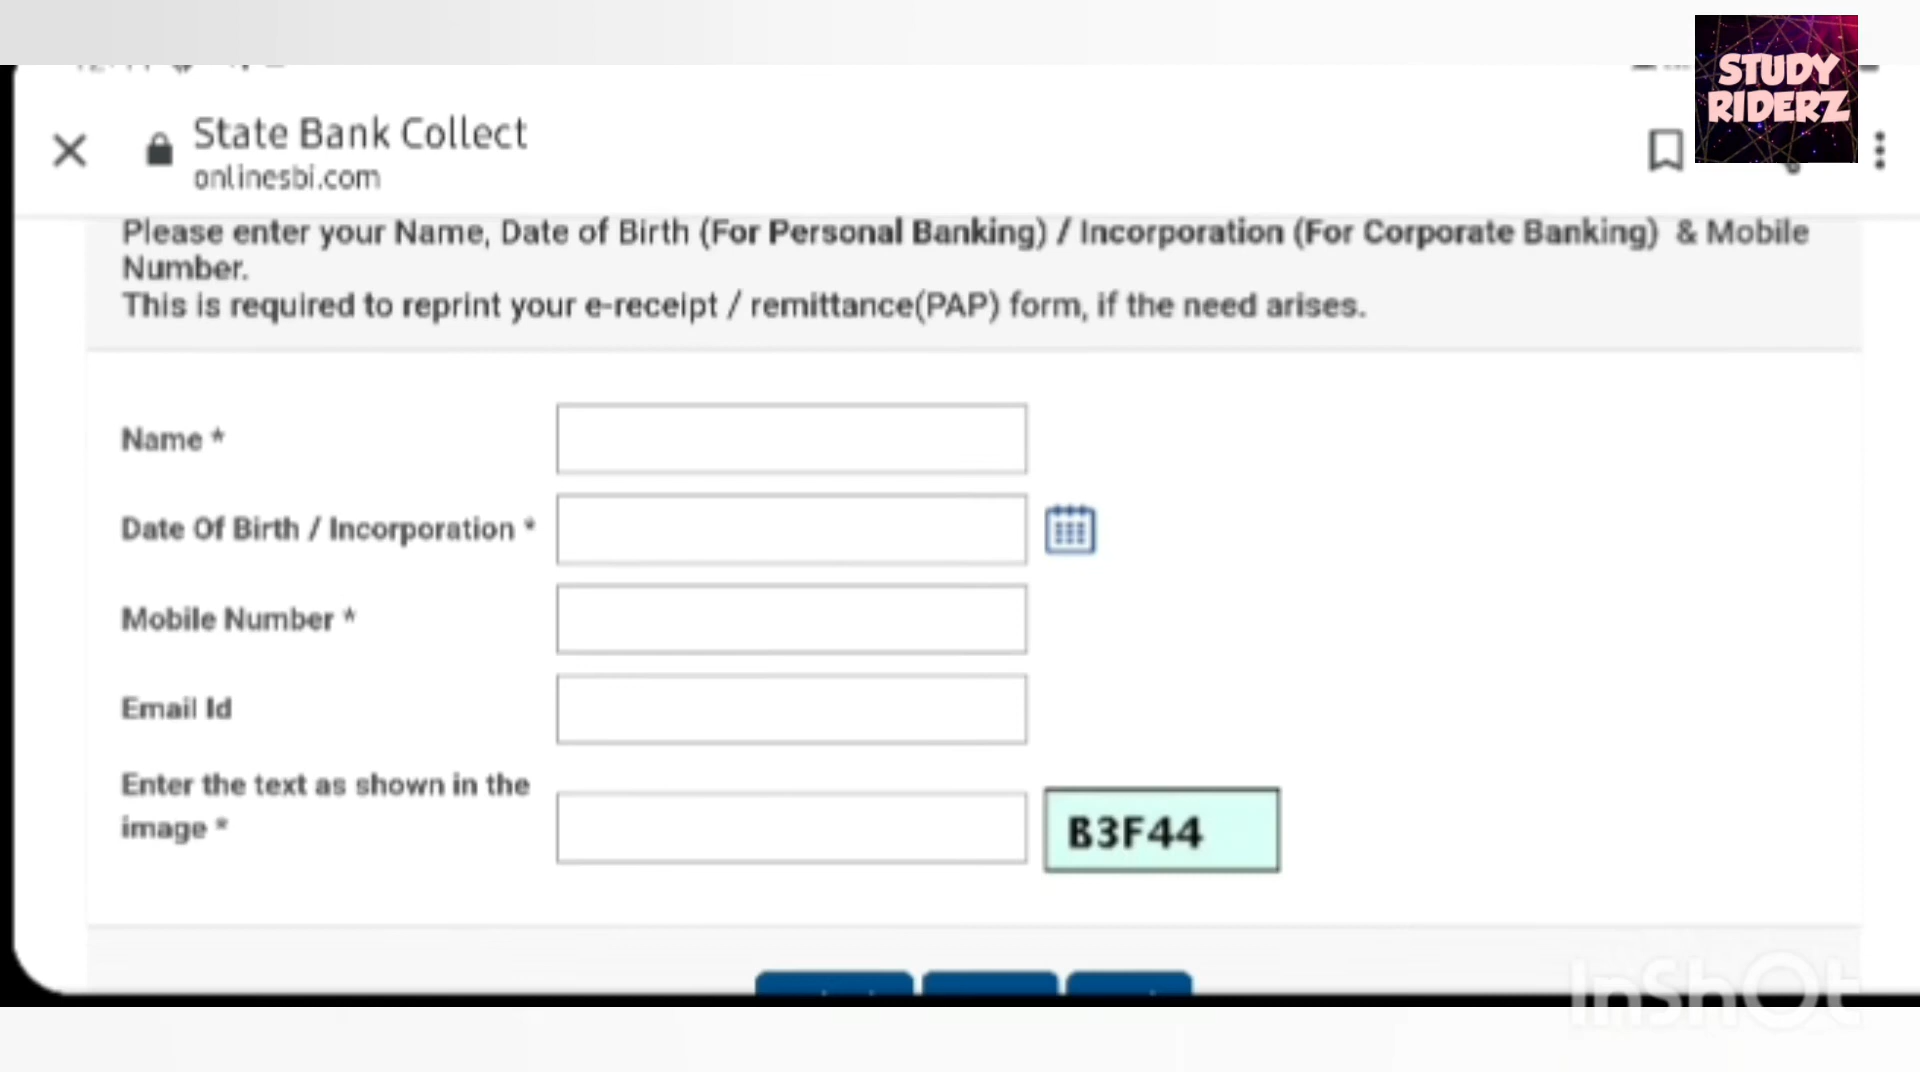 STUDY
RIDERZ
State Bank Collect
onlinesbi.com
Please enter your Name, Date of Birth (For Personal Banking) / Incorporation (For Corporate Banking) & Mobile
Number.
This is required to reprint your e-receipt / remittance(PAP) form, if the need arises.
Name *
Date Of Birth / Incorporation *
Mobile Number *
Email Id
Enter the text as shown in the
image *
B3F44
InShOt